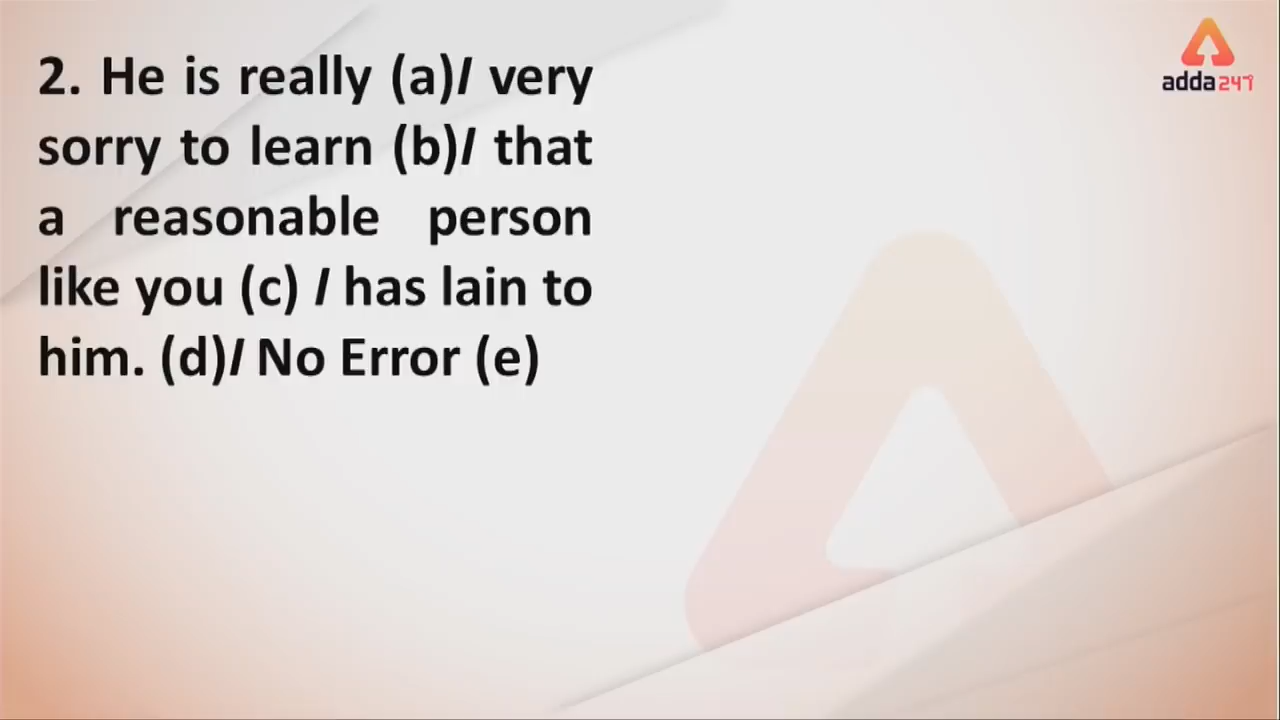 adda247
2. He is really (a)/ very
sorry to learn (b)/ that
a reasonable person
like you (c) / has lain to
him. (d)/ No Error (e)